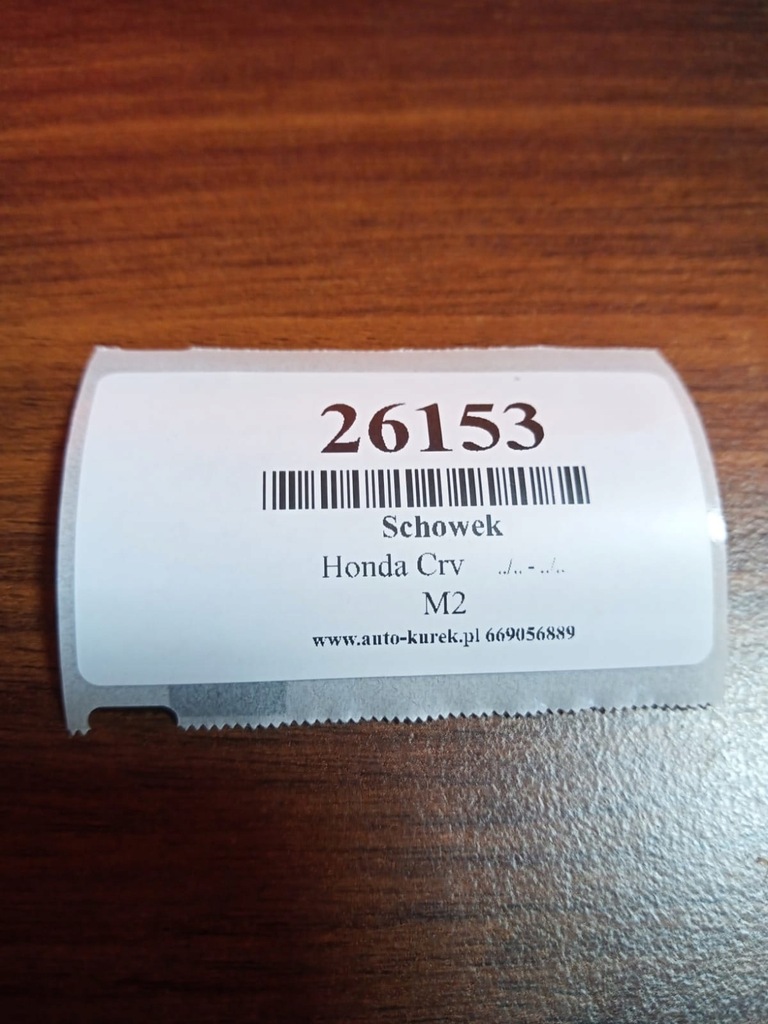 26153
Schowek
Honda Crv ../.. - ../..
M2
www.auto-kurek.pl 669056889